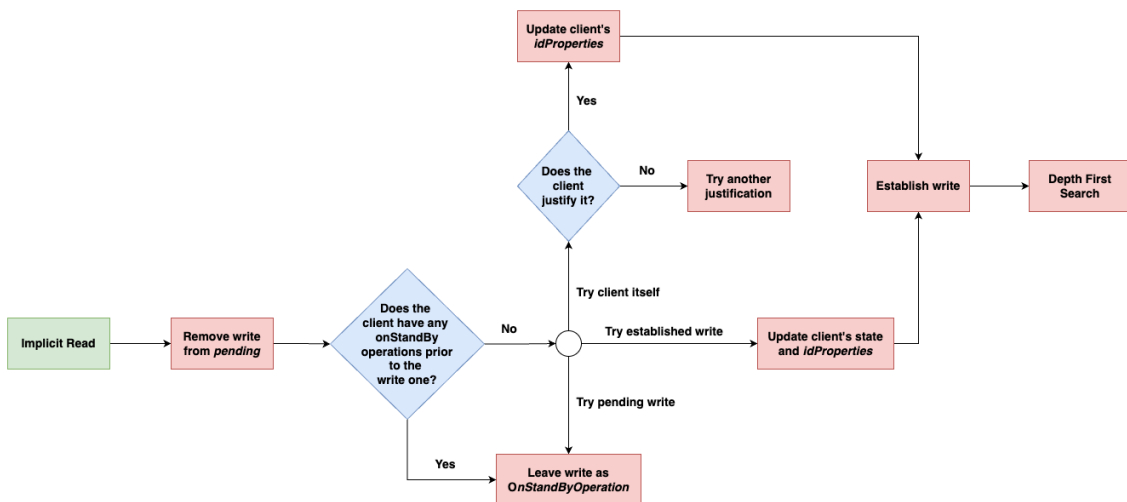 Update client's
idProperties
Yes
Does the
client
justify it?
No
Try another
justification
Establish write
Depth First
Search
Try client itself
Implicit Read
Remove write
from pending
Does the
client have any
onStandBy
operations prior
to the
write one?
No
Try established write
Update client's state
and idProperties
Try pending write
Yes
Leave write as
OnStandByOperation